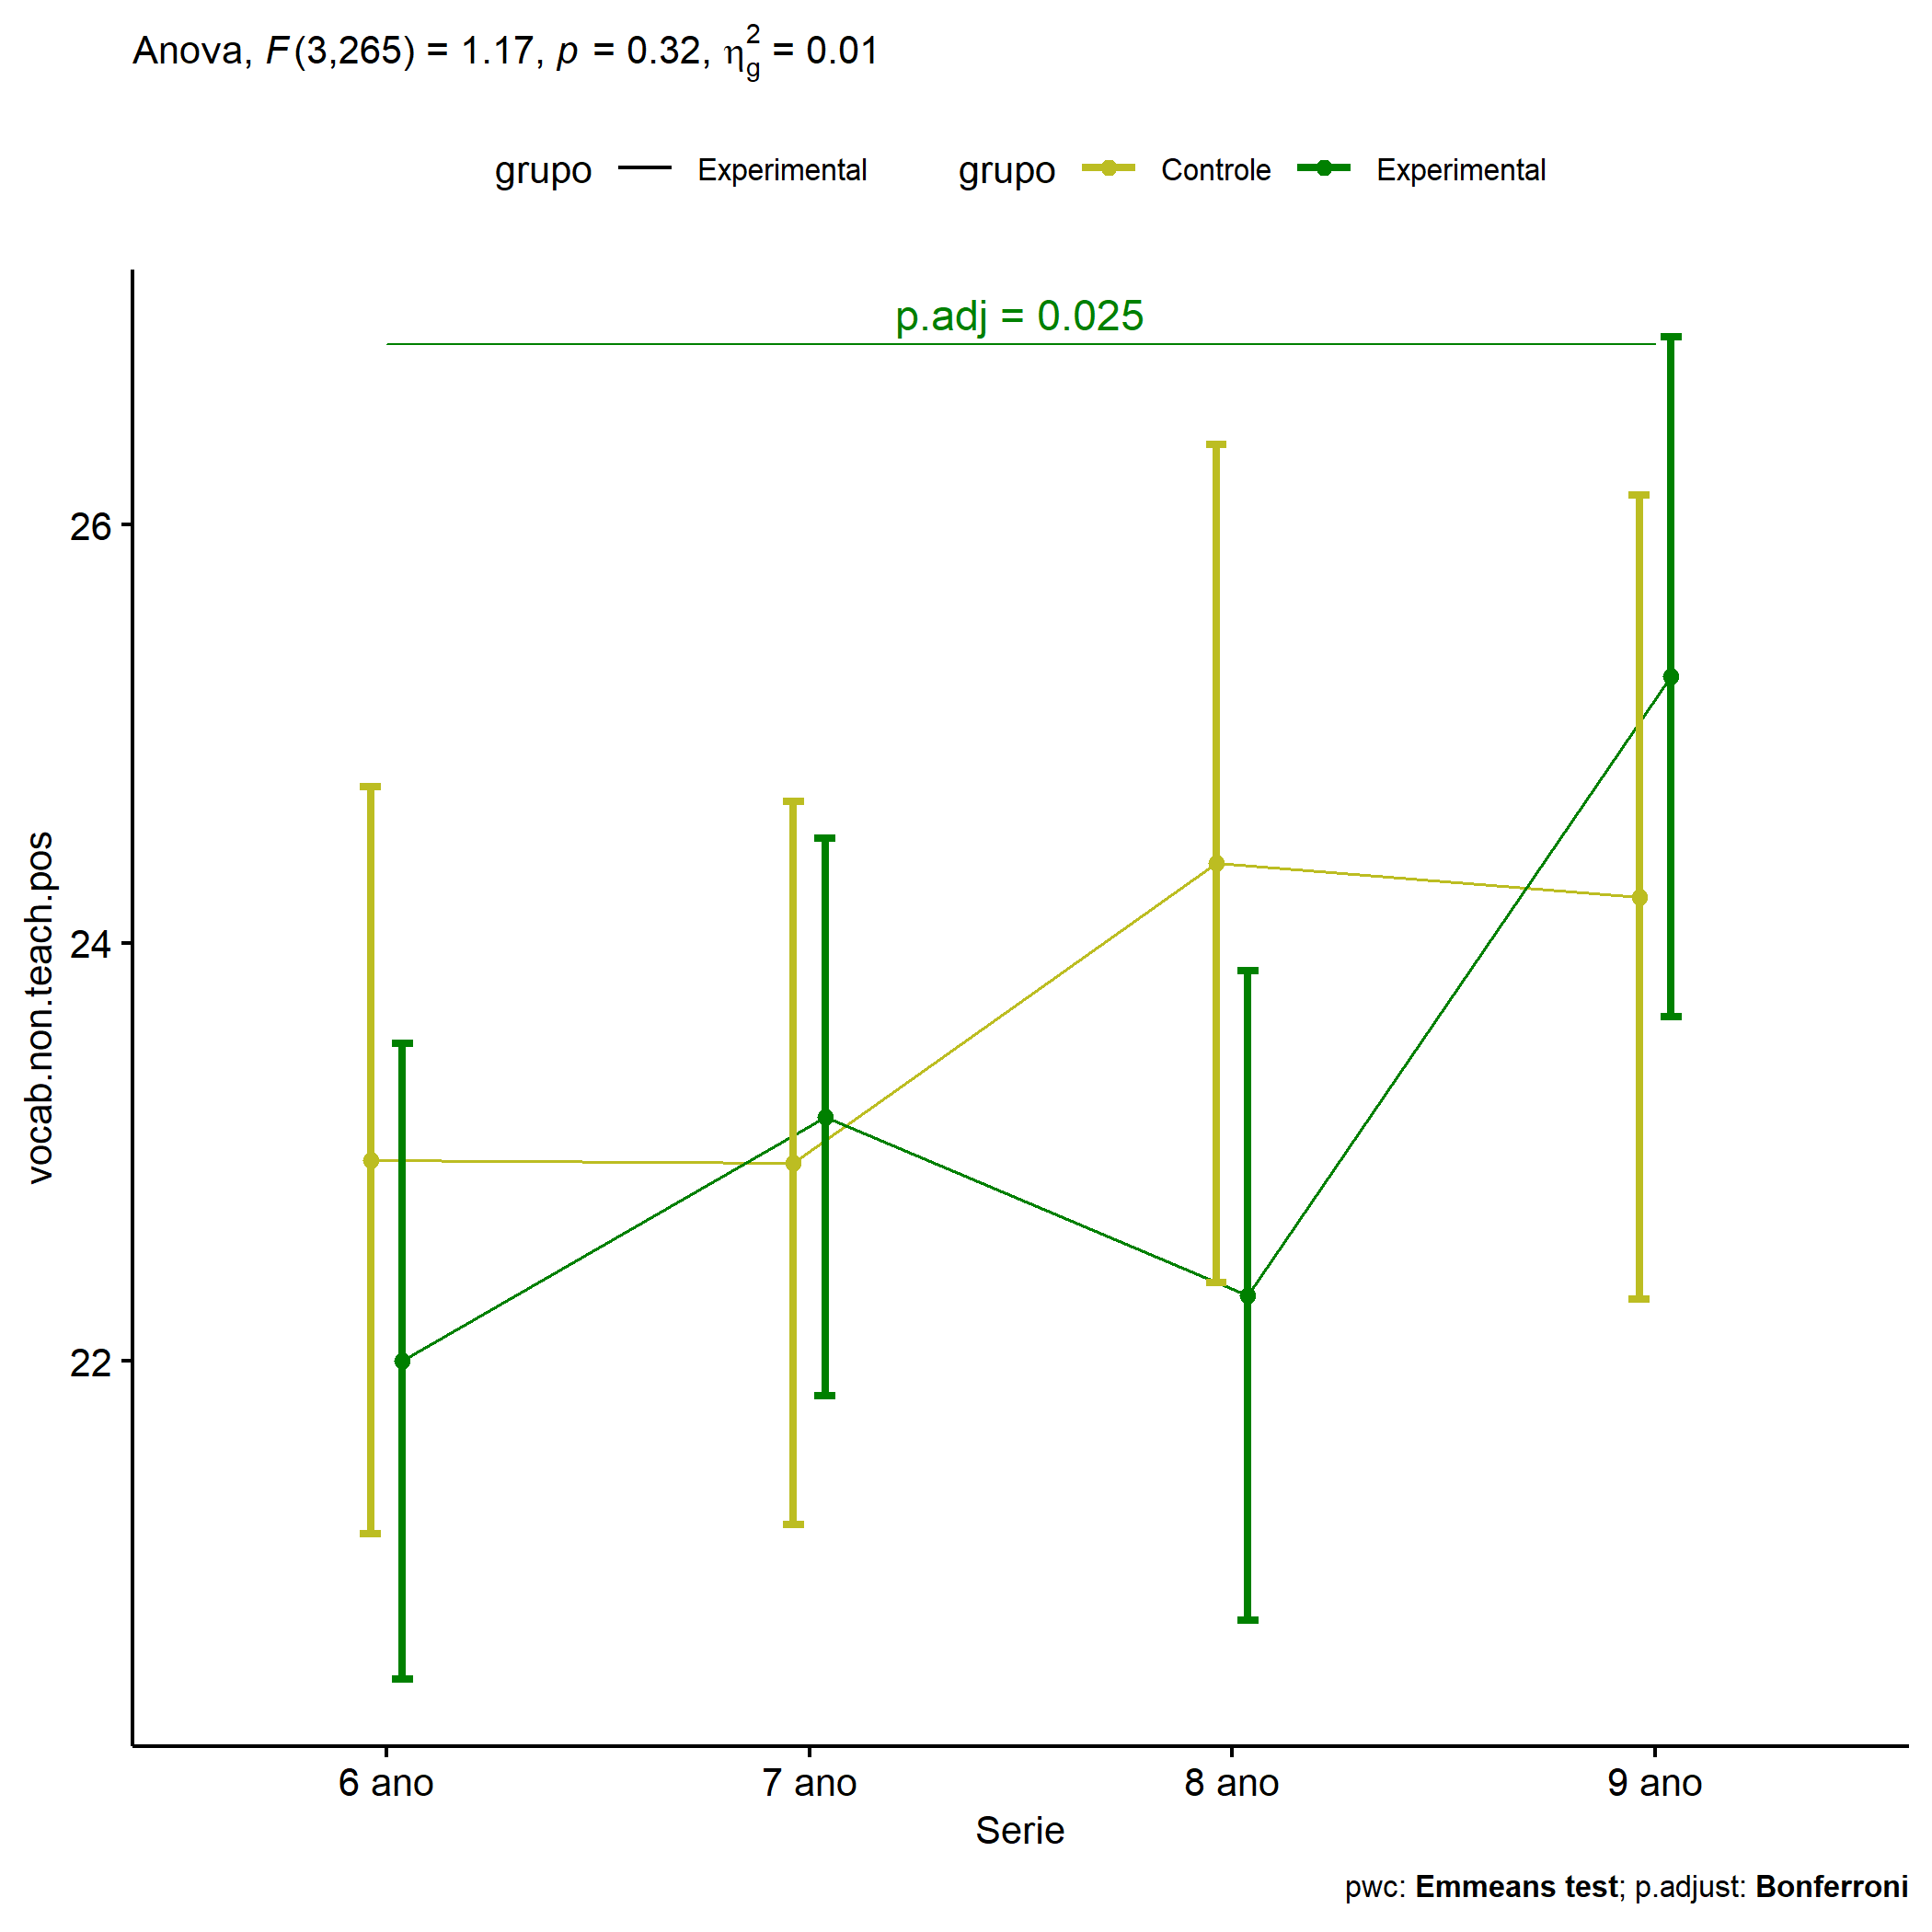 Anova, F(3,265) = 1.17, p = 0.32, η²g = 0.01
grupo Experimental grupo Controle Experimental
p.adj = 0.025
26
24
22
vocab.non.teach.pos
6 ano 7 ano 8 ano 9 ano
Serie
pwc: Emmeans test; p.adjust: Bonferroni